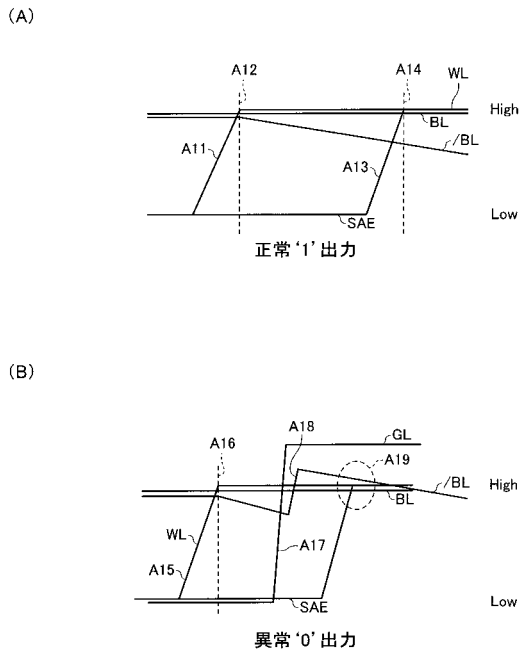 (A)
A12
A14
WL
High
BL
/BL
A11
A13
Low
SAE
正常‘1’出力
(B)
A18
GL
A16
A19
/BL
High
BL
WL
A17
A15
SAE
Low
異常‘0’出力